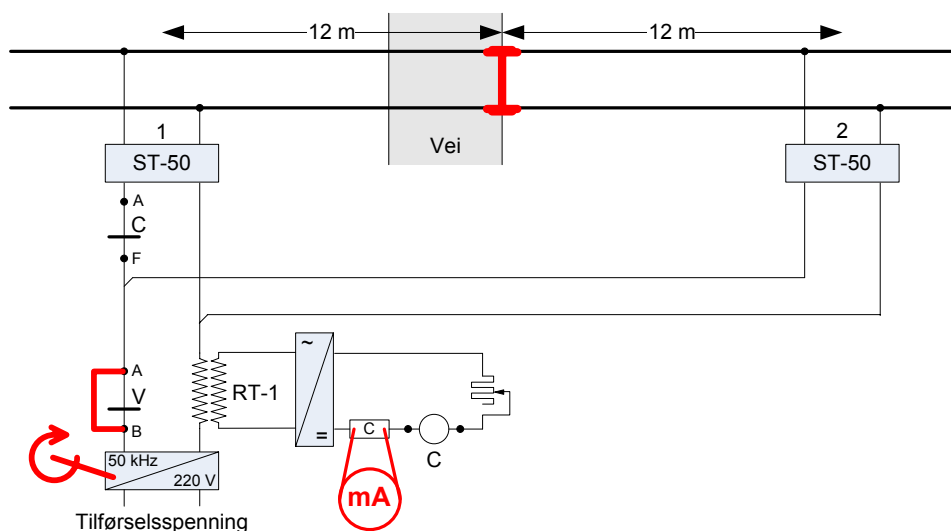 12 m
12 m
Vei
1
ST-50
2
ST-50
A
C
F
A
V
B
RT-1
~
=
C
C
mA
50 kHz
220 V
Tilførselsspenning